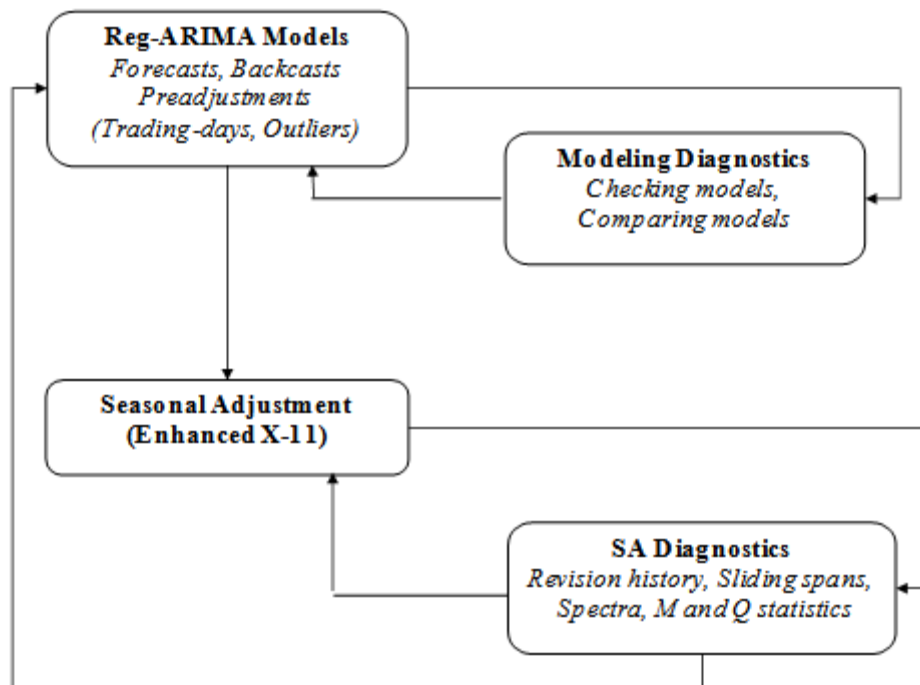 Reg-ARIMA Models
Forecasts, Backcasts
Preadjustments
(Trading-days, Outliers)
Modeling Diagnostics
Checking models,
Comparing models
Seasonal Adjustment
(Enhanced X-11)
SA Diagnostics
Revision history, Sliding spans,
Spectra, M and Q statistics